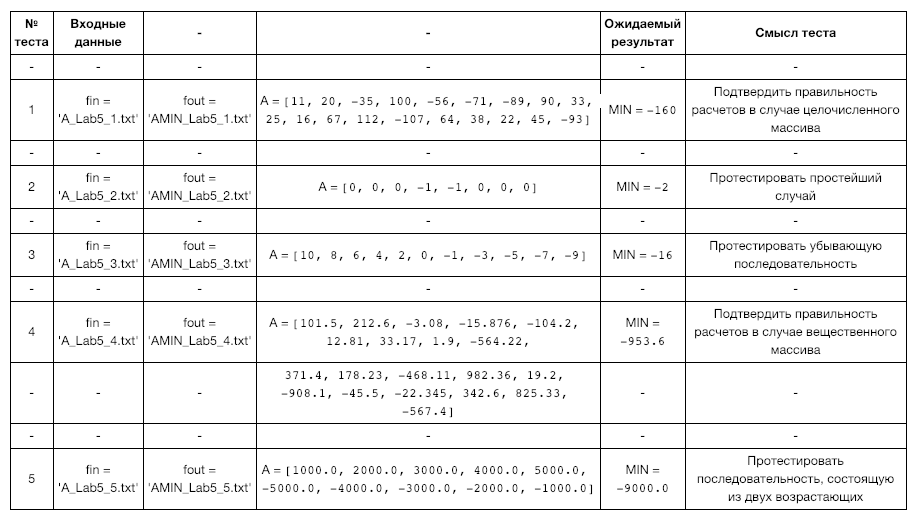 № теста
Входные данные
-
-
Ожидаемый результат
Смысл теста
- - - - -
1
fin = 'A_Lab5_1.txt'
fout = 'AMIN_Lab5_1.txt'
A = [11, 20, -35, 100, -56, -71, -89, 90, 33,
25, 16, 67, 112, -107, 64, 38, 22, 45, -93]
MIN = -160
Подтвердить правильность
расчетов в случае целочисленного
массива
- - - - -
2
fin = 'A_Lab5_2.txt'
fout = 'AMIN_Lab5_2.txt'
A = [0, 0, 0, -1, -1, 0, 0, 0]
MIN = -2
Протестировать простейший
случай
- - - - -
3
fin = 'A_Lab5_3.txt'
fout = 'AMIN_Lab5_3.txt'
A = [10, 8, 6, 4, 2, 0, -1, -3, -5, -7, -9]
MIN = -16
Протестировать убывающую
последовательность
- - - - -
4
fin = 'A_Lab5_4.txt'
fout = 'AMIN_Lab5_4.txt'
A = [101.5, 212.6, -3.08, -15.876, -104.2,
12.81, 33.17, 1.9, -564.22,
MIN =
-953.6
Подтвердить правильность
расчетов в случае вещественного
массива
- - -
371.4, 178.23, -468.11, 982.36, 19.2,
-908.1, -45.5, -22.345, 342.6, 825.33,
-567.4]
- -
- - - - -
5
fin = 'A_Lab5_5.txt'
fout = 'AMIN_Lab5_5.txt'
A = [1000.0, 2000.0, 3000.0, 4000.0, 5000.0,
-5000.0, -4000.0, -3000.0, -2000.0, -1000.0]
MIN =
-9000.0
Протестировать
последовательность, состоящую
из двух возрастающих